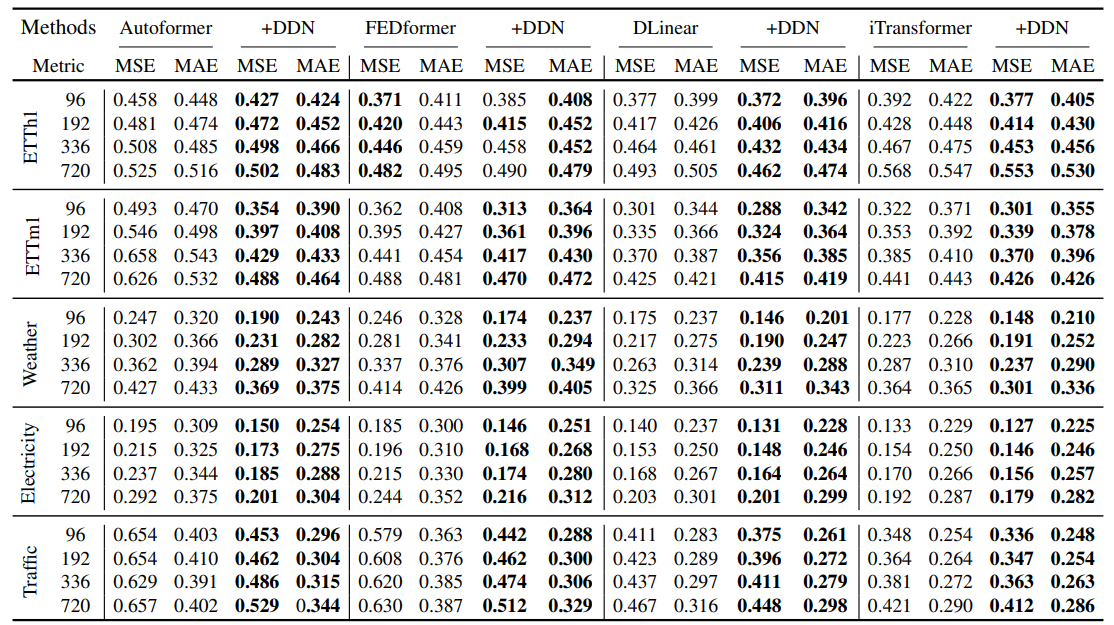 Methods Autoformer +DDN FEDformer +DDN DLinear +DDN iTransformer +DDN
Metric MSE MAE MSE MAE MSE MAE MSE MAE MSE MAE MSE MAE MSE MAE MSE MAE
ETTh1
96 0.458 0.448 0.427 0.424 0.371 0.411 0.385 0.408 0.377 0.399 0.372 0.396 0.392 0.422 0.377 0.405
192 0.481 0.474 0.472 0.452 0.420 0.443 0.415 0.452 0.417 0.426 0.406 0.416 0.428 0.448 0.414 0.430
336 0.508 0.485 0.498 0.466 0.446 0.459 0.458 0.452 0.464 0.461 0.432 0.434 0.467 0.475 0.453 0.456
720 0.525 0.516 0.502 0.483 0.482 0.495 0.490 0.479 0.493 0.505 0.462 0.474 0.568 0.547 0.553 0.530
ETTm1
96 0.493 0.470 0.354 0.390 0.362 0.408 0.313 0.364 0.301 0.344 0.288 0.342 0.322 0.371 0.301 0.355
192 0.546 0.498 0.397 0.408 0.395 0.427 0.361 0.396 0.335 0.366 0.324 0.364 0.353 0.392 0.339 0.378
336 0.658 0.543 0.429 0.433 0.441 0.454 0.417 0.430 0.370 0.387 0.356 0.385 0.385 0.410 0.370 0.396
720 0.626 0.532 0.488 0.464 0.488 0.481 0.470 0.472 0.425 0.421 0.415 0.419 0.441 0.443 0.426 0.426
Weather
96 0.247 0.320 0.190 0.243 0.246 0.328 0.174 0.237 0.175 0.237 0.146 0.201 0.177 0.228 0.148 0.210
192 0.302 0.366 0.231 0.282 0.281 0.341 0.233 0.294 0.217 0.275 0.190 0.247 0.223 0.266 0.191 0.252
336 0.362 0.394 0.289 0.327 0.337 0.376 0.307 0.349 0.263 0.314 0.239 0.288 0.287 0.310 0.237 0.290
720 0.427 0.433 0.369 0.375 0.414 0.426 0.399 0.405 0.325 0.366 0.311 0.343 0.364 0.365 0.301 0.336
Electricity
96 0.195 0.309 0.150 0.254 0.185 0.300 0.146 0.251 0.140 0.237 0.131 0.228 0.133 0.229 0.127 0.225
192 0.215 0.325 0.173 0.275 0.196 0.310 0.168 0.268 0.153 0.250 0.148 0.246 0.154 0.250 0.146 0.246
336 0.237 0.344 0.185 0.288 0.215 0.330 0.174 0.280 0.168 0.267 0.164 0.264 0.170 0.266 0.156 0.257
720 0.292 0.375 0.201 0.304 0.244 0.352 0.216 0.312 0.203 0.301 0.201 0.299 0.192 0.287 0.179 0.282
Traffic
96 0.654 0.403 0.453 0.296 0.579 0.363 0.442 0.288 0.411 0.283 0.375 0.261 0.348 0.254 0.336 0.248
192 0.654 0.410 0.462 0.304 0.608 0.376 0.462 0.300 0.423 0.289 0.396 0.272 0.364 0.264 0.347 0.254
336 0.629 0.391 0.486 0.315 0.620 0.385 0.474 0.306 0.437 0.297 0.411 0.279 0.381 0.272 0.363 0.263
720 0.657 0.402 0.529 0.344 0.630 0.387 0.512 0.329 0.467 0.316 0.448 0.298 0.421 0.290 0.412 0.286